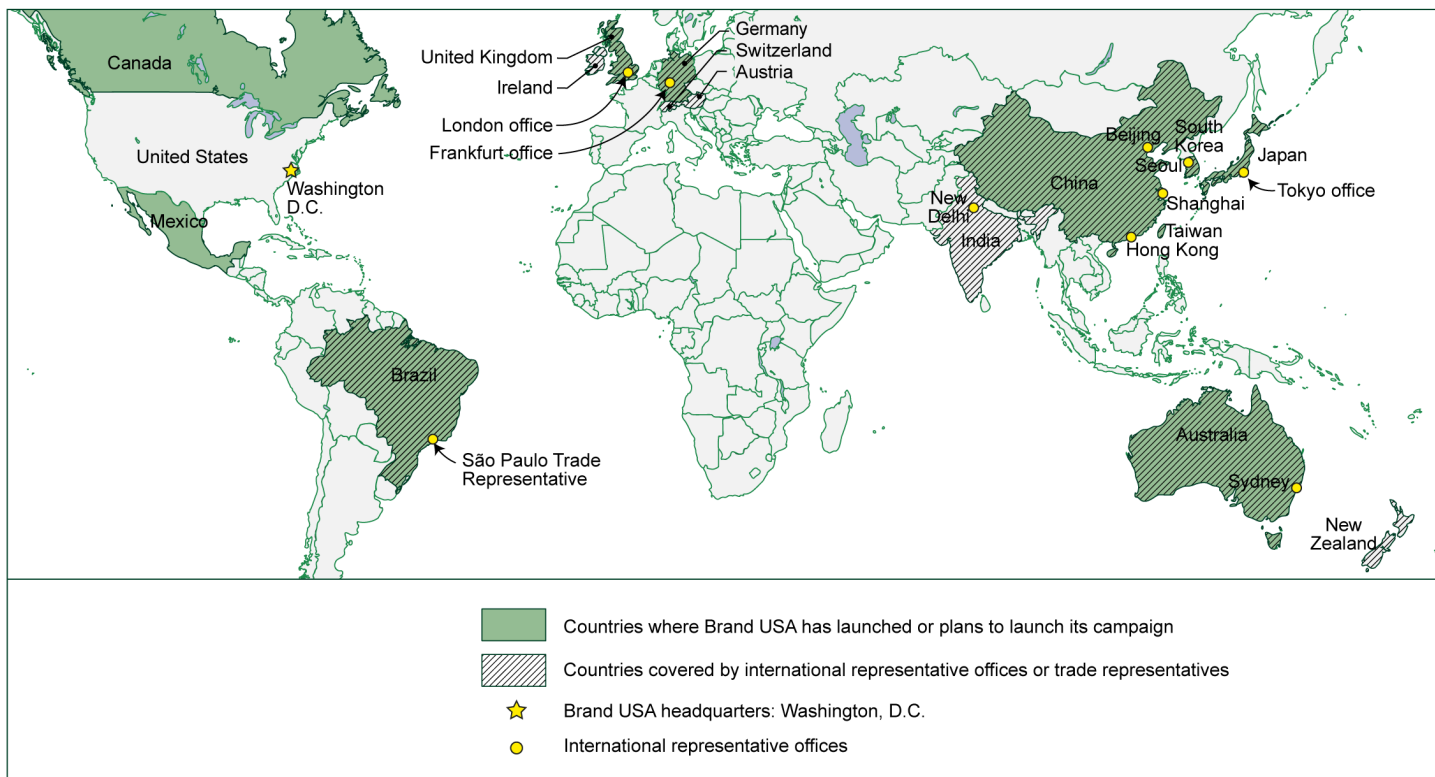 Canada
United States
Washington
D.C.
Mexico
Brazil
São Paulo Trade
Representative
United Kingdom
Ireland
London office
Frankfurt office
Germany
Switzerland
Austria
Beijing
South
Korea
Seoul
Japan
Tokyo office
China
Shanghai
Taiwan
Hong Kong
New
Delhi
India
Australia
Sydney
New
Zealand
Countries where Brand USA has launched or plans to launch its campaign
Countries covered by international representative offices or trade representatives
Brand USA headquarters: Washington, D.C.
International representative offices